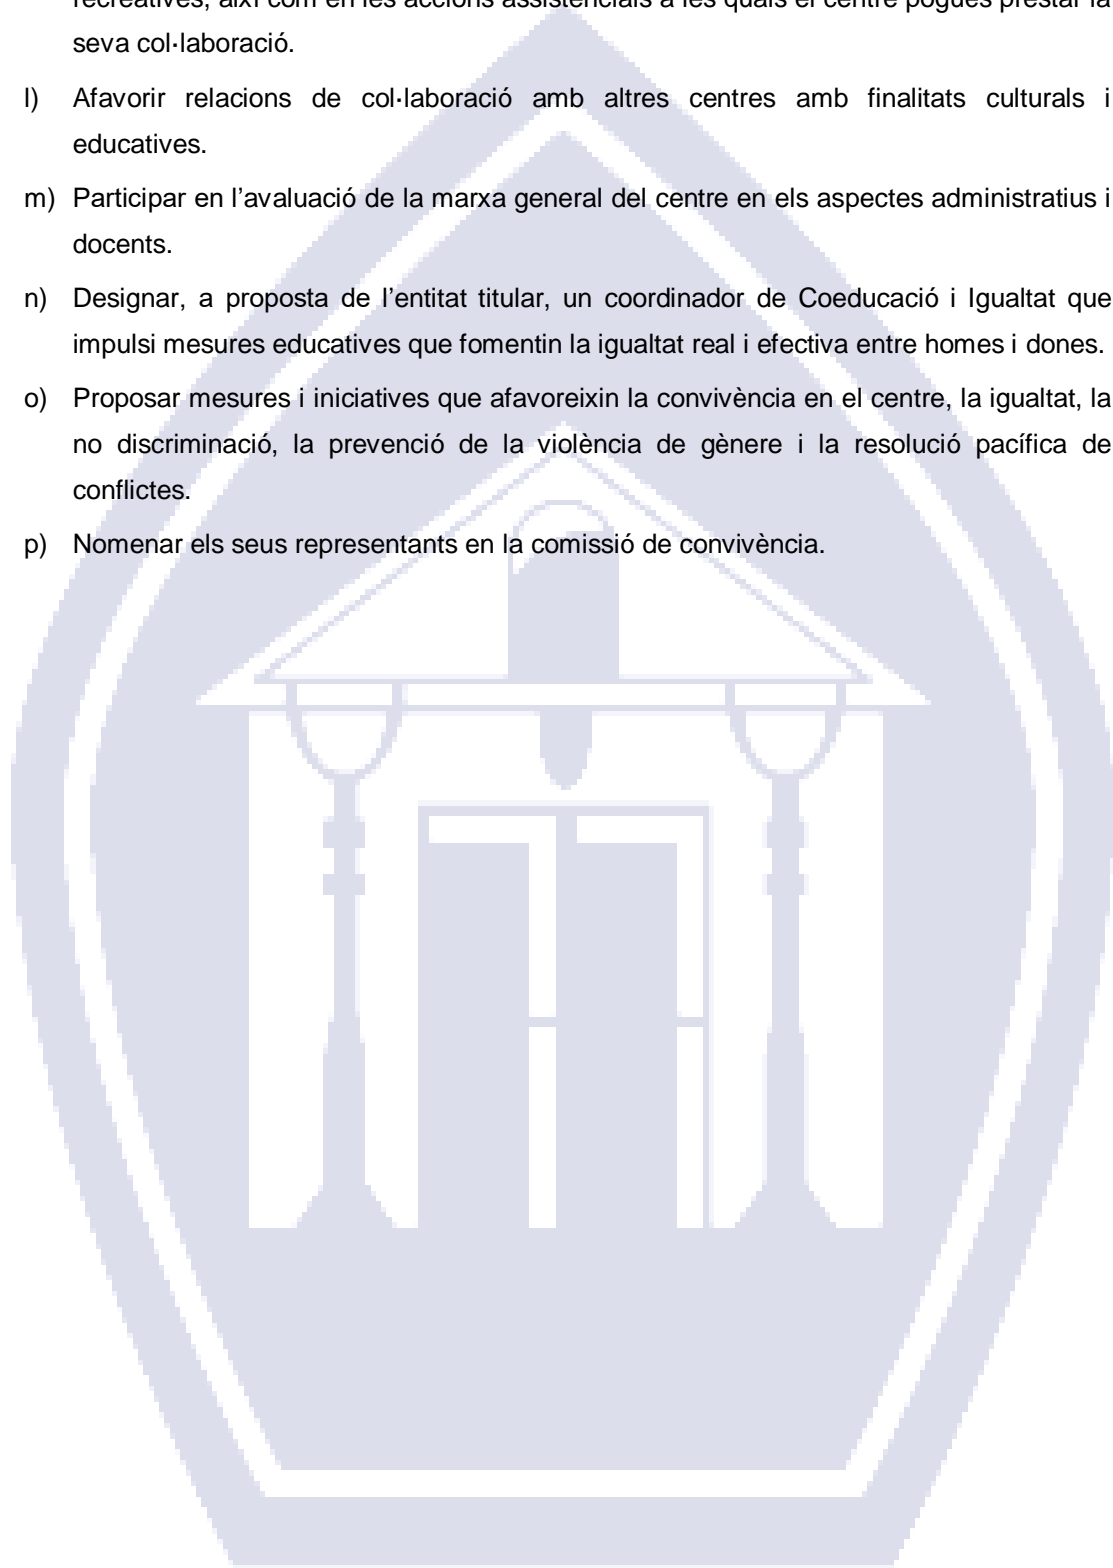 recreatives, així com en les accions assistencials a les quals el centre pogués prestar la
seva col·laboració.
l) Afavorir relacions de col·laboració amb altres centres amb finalitats culturals i
educatives.
m) Participar en l’avaluació de la marxa general del centre en els aspectes administratius i
docents.
n) Designar, a proposta de l’entitat titular, un coordinador de Coeducació i Igualtat que
impulsi mesures educatives que fomentin la igualtat real i efectiva entre homes i dones.
o) Proposar mesures i iniciatives que afavoreixin la convivència en el centre, la igualtat, la
no discriminació, la prevenció de la violència de gènere i la resolució pacífica de
conflictes.
p) Nomenar els seus representants en la comissió de convivència.